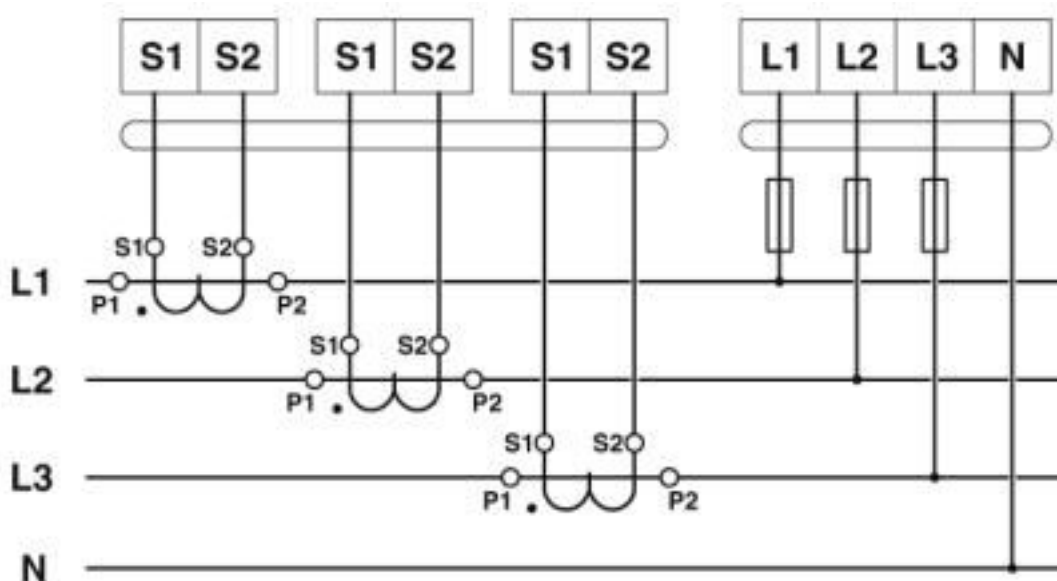 S1 S2 S1 S2 S1 S2 L1 L2 L3 N
S1 S2
L1
P1 P2
S1 S2
L2
P1 P2
S1 S2
L3
P1 P2
N